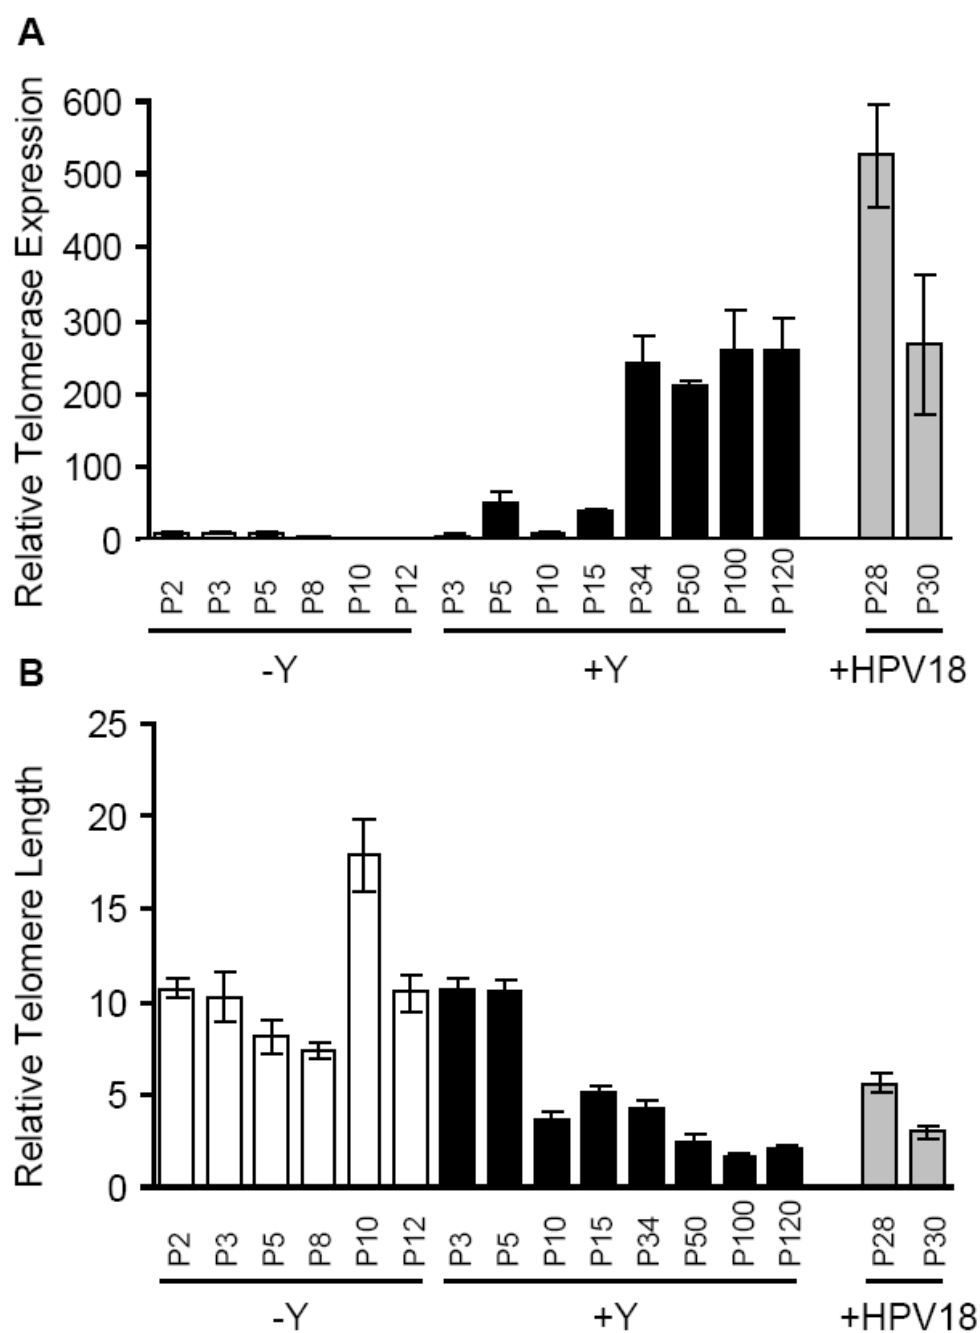 A
Relative Telomerase Expression
600
500
400
300
200
100
0
P2 P3 P5 P8 P10 P12 P3 P5 P10 P15 P34 P50 P100 P120 P28 P30
-Y +Y +HPV18
B
Relative Telomere Length
25
20
15
10
5
0
P2 P3 P5 P8 P10 P12 P3 P5 P10 P15 P34 P50 P100 P120 P28 P30
-Y +Y +HPV18